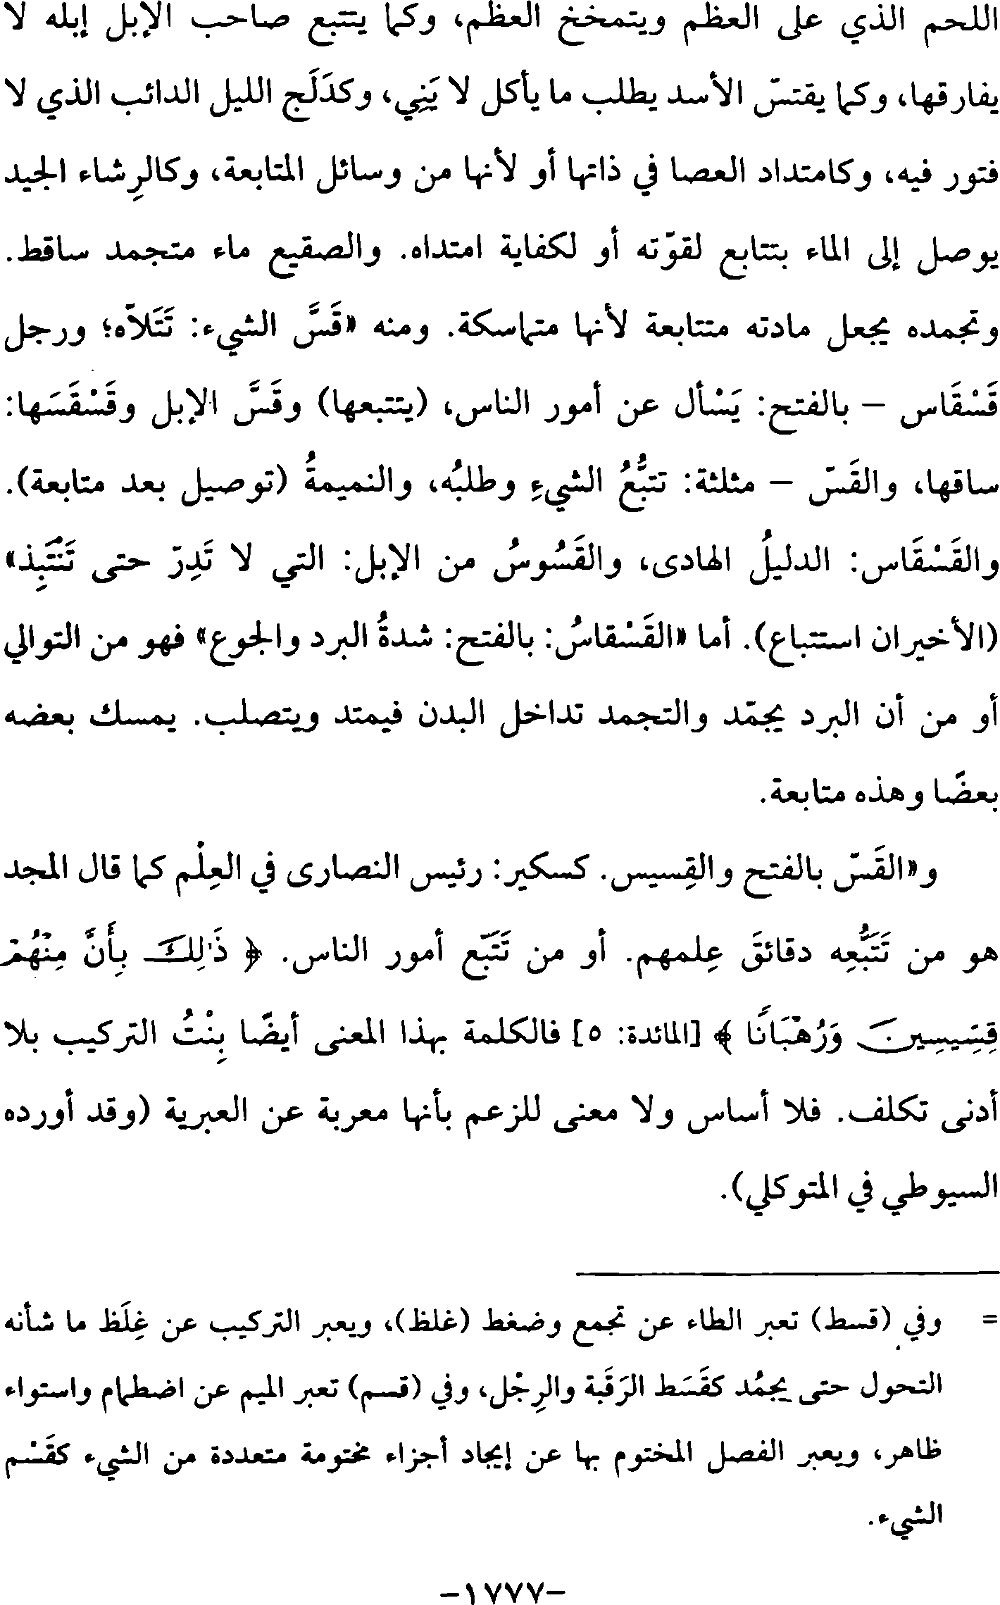 اللحم الذي على العظم ويتمخخ العظم، وكما يتتبع صاحب الإبل إبله لا
يفارقها، وكما يقتسّ الأسد يطلب ما يأكل لا يَنِي، وكدَلَج الليل الدائب الذي لا
فتور فيه، وكامتداد العصا في ذاتها أو لأنها من وسائل المتابعة، وكالرِشاء الجيد
يوصل إلى الماء بتتابع لقوّته أو لكفاية امتداه. والصقيع ماء متجمد ساقط.
وتجمده يجعل مادته متتابعة لأنها متماسكة. ومنه «قَسَّ الشيء: تَتَلاّه؛ ورجل
قَسْقَاس – بالفتح: يَسْأل عن أمور الناس، (يتتبعها) وقَسَّ الإبل وقَسْقَسَها:
ساقها، والقَسّ – مثلثة: تتبُّعُ الشيءِ وطلبُه، والنميمةُ (توصيل بعد متابعة).
والقَسْقَاس: الدليلُ الهادى، والقَسُوسُ من الإبل: التي لا تَدِرّ حتى تَنْتَبِذ»
(الأخيران استتباع). أما «القَسْقاسُ: بالفتح: شدةُ البرد والجوع» فهو من التوالي
أو من أن البرد يجمّد والتجمد تداخل البدن فيمتد ويتصلب. يمسك بعضه
بعضًا وهذه متابعة.
و«القَسّ بالفتح والقِسيس. كسكير: رئيس النصارى في العِلْم كما قال المجد
هو من تَتَبُّعِه دقائقَ عِلمهم. أو من تَتَبّع أمور الناس. ﴿ ذَٰلِكَ بِأَنَّ مِنْهُمْ
قِسِّيسِينَ وَرُهْبَانًا ﴾ [المائدة: ٥] فالكلمة بهذا المعنى أيضًا بِنْتُ التركيب بلا
أدنى تكلف. فلا أساس ولا معنى للزعم بأنها معربة عن العبرية (وقد أورده
السيوطي في المتوكلي).
= وفي (قسط) تعبر الطاء عن تجمع وضغط (غلظ)، ويعبر التركيب عن غِلَظ ما شأنه
التحول حتى يجمُد كقَسَط الرَقَبة والرِجْل، وفي (قسم) تعبر الميم عن اضطمام واستواء
ظاهر، ويعبر الفصل المختوم بها عن إيجاد أجزاء مختومة متعددة من الشيء كقَسْم
الشيء.
-١٧٧٧-